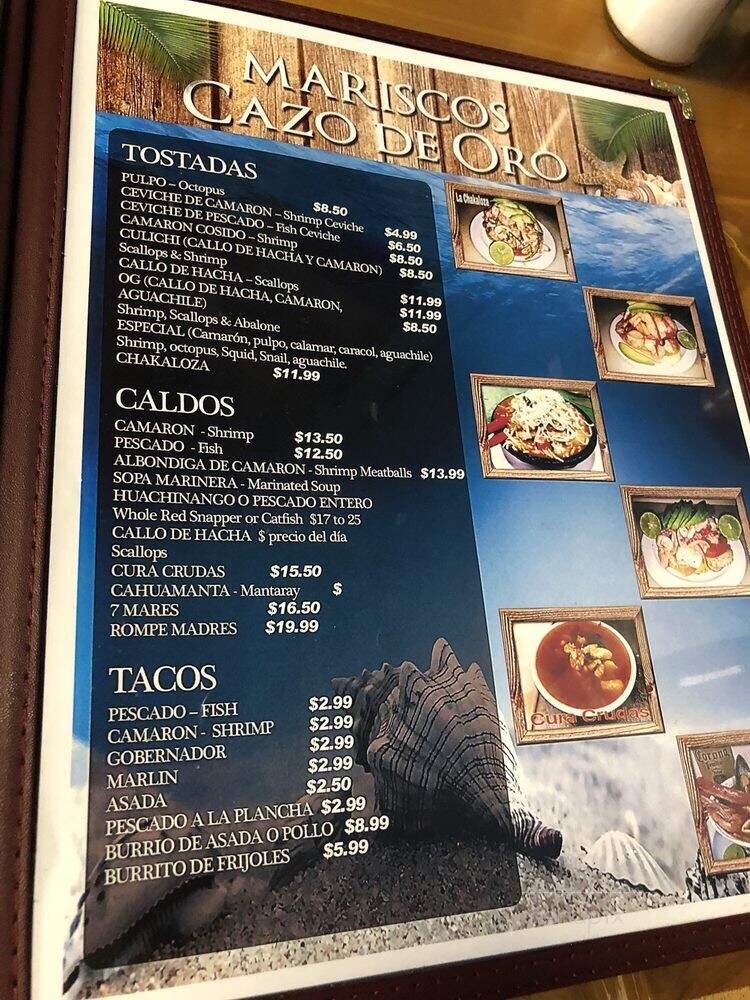 MARISCOS
CAZO DE ORO
TOSTADAS
PULPO – Octopus $8.50
CEVICHE DE CAMARON – Shrimp Ceviche $4.99
CEVICHE DE PESCADO – Fish Ceviche $6.50
CAMARON COSIDO – Shrimp $8.50
CULICHI (CALLO DE HACHA Y CAMARON) $8.50
Scallops & Shrimp
CALLO DE HACHA – Scallops $11.99
OG (CALLO DE HACHA, CAMARON, $11.99
AGUACHILE) $8.50
Shrimp, Scallops & Abalone
ESPECIAL (Camarón, pulpo, calamar, caracol, aguachile)
Shrimp, octopus, Squid, Snail, aguachile.
CHAKALOZA $11.99
La Chakaloza
CALDOS
CAMARON - Shrimp $13.50
PESCADO - Fish $12.50
ALBONDIGA DE CAMARON - Shrimp Meatballs $13.99
SOPA MARINERA - Marinated Soup
HUACHINANGO O PESCADO ENTERO
Whole Red Snapper or Catfish $17 to 25
CALLO DE HACHA $ precio del día
Scallops
CURA CRUDAS $15.50
CAHUAMANTA - Mantaray $
7 MARES $16.50
ROMPE MADRES $19.99
Cura Crudas
TACOS
PESCADO – FISH $2.99
CAMARON - SHRIMP $2.99
GOBERNADOR $2.99
MARLIN $2.99
ASADA $2.50
PESCADO A LA PLANCHA $2.99
BURRIO DE ASADA O POLLO $8.99
BURRITO DE FRIJOLES $5.99
Corona